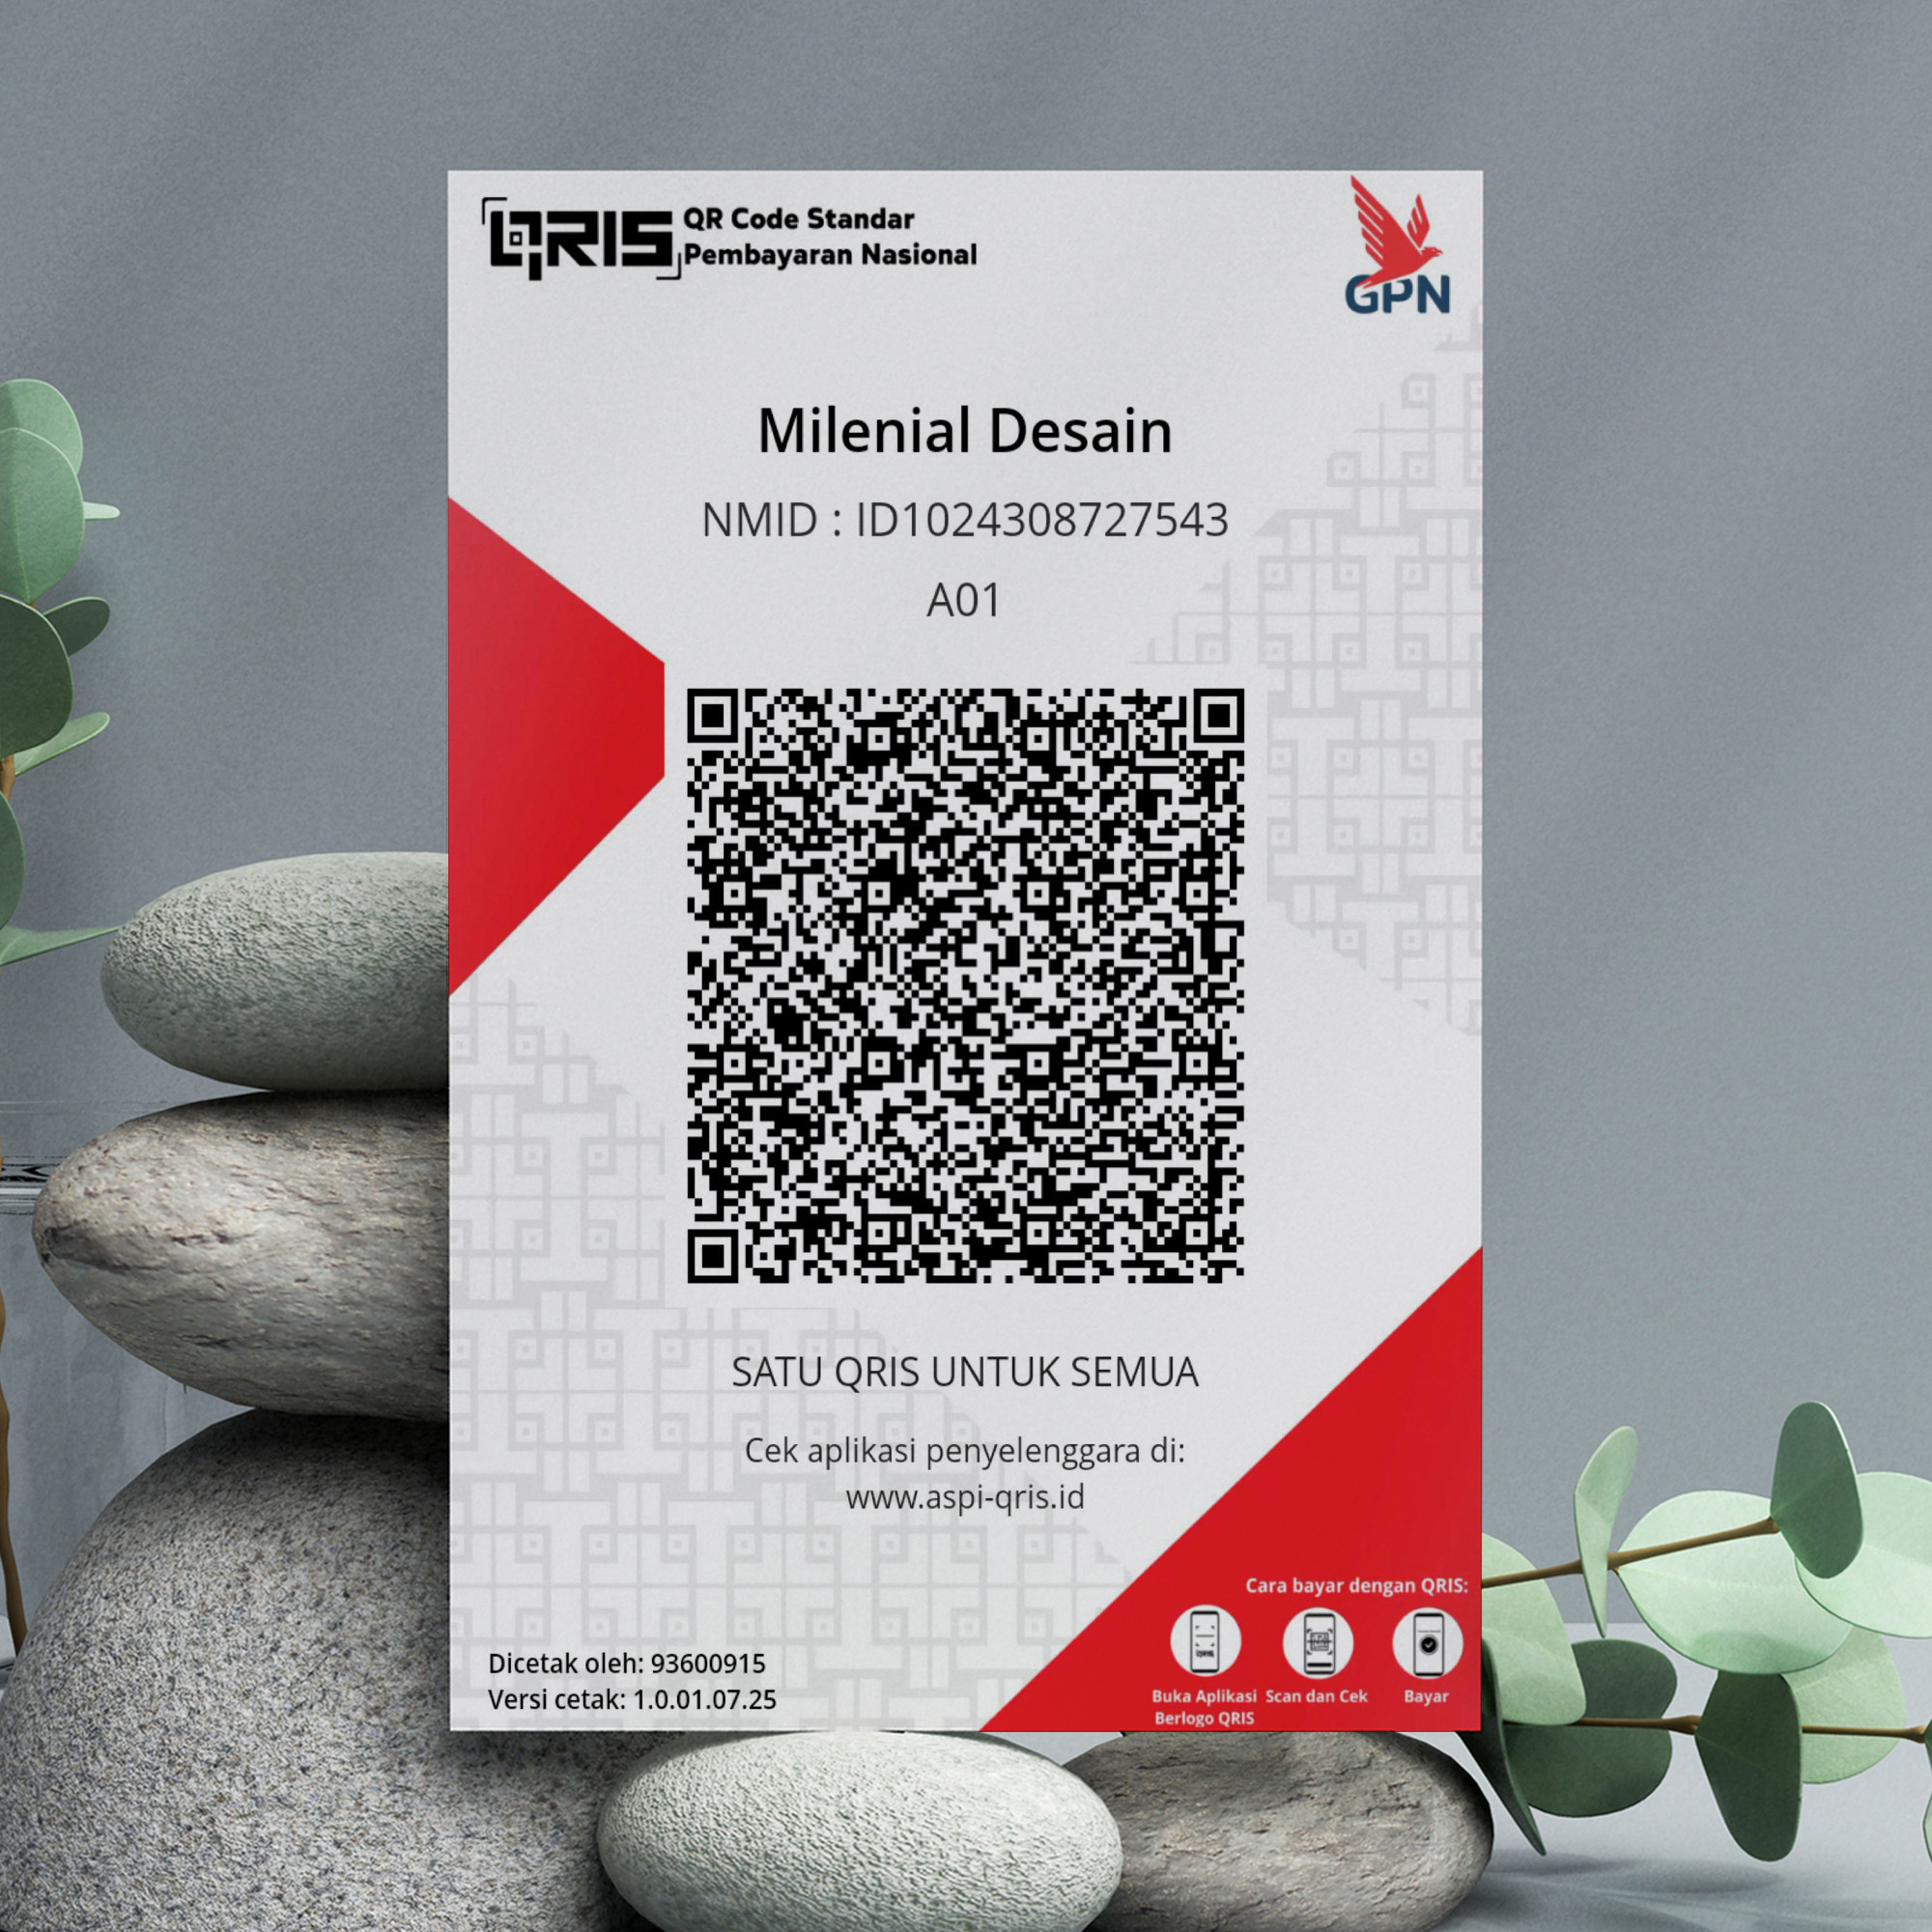 QRIS QR Code Standar
Pembayaran Nasional
GPN
Milenial Desain
NMID : ID1024308727543
A01
SATU QRIS UNTUK SEMUA
Cek aplikasi penyelenggara di:
www.aspi-qris.id
Cara bayar dengan QRIS:
Buka Aplikasi
Berlogo QRIS
Scan dan Cek
Bayar
Dicetak oleh: 93600915
Versi cetak: 1.0.01.07.25